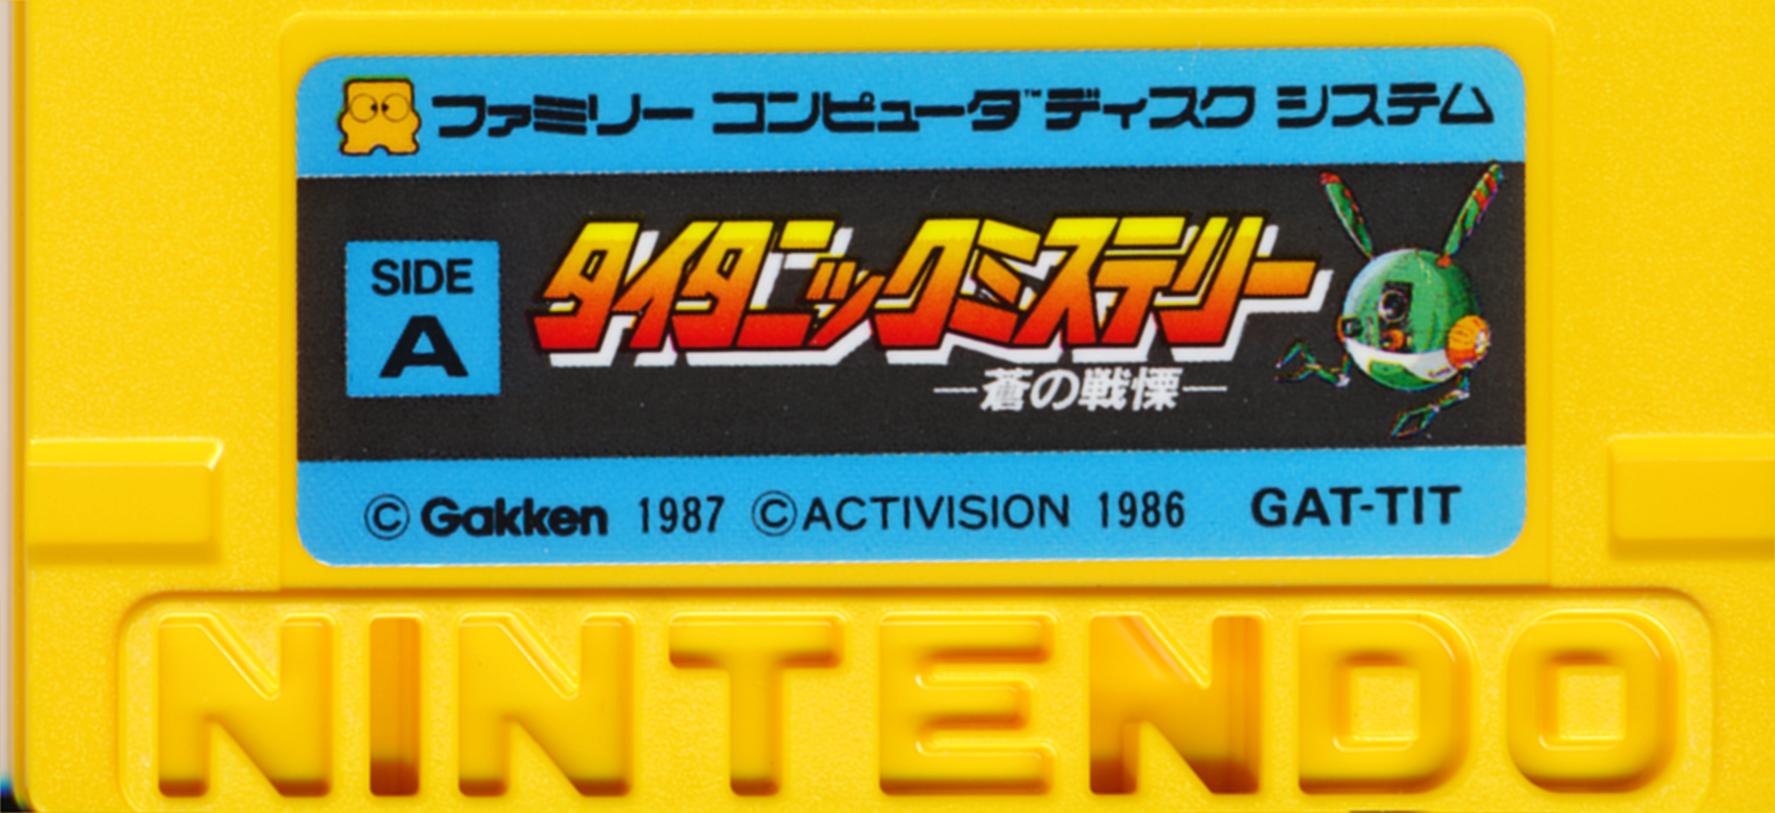 ファミリー コンピュータ™ ディスク システム
SIDE
A
タイタニックミステリー
―蒼の戦慄―
©Gakken 1987 ©ACTIVISION 1986 GAT-TIT
NINTENDO